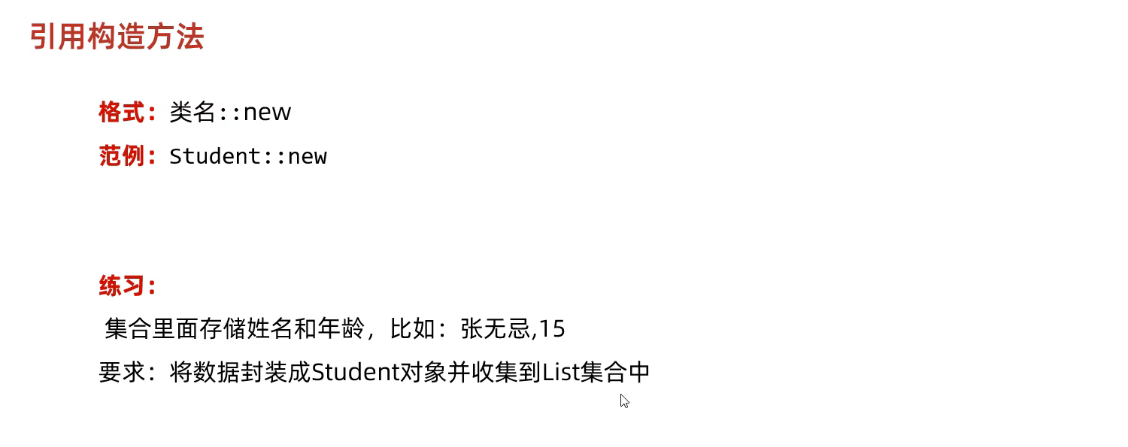 引用构造方法
格式：类名::new
范例：Student::new
练习：
集合里面存储姓名和年龄，比如：张无忌,15
要求：将数据封装成Student对象并收集到List集合中